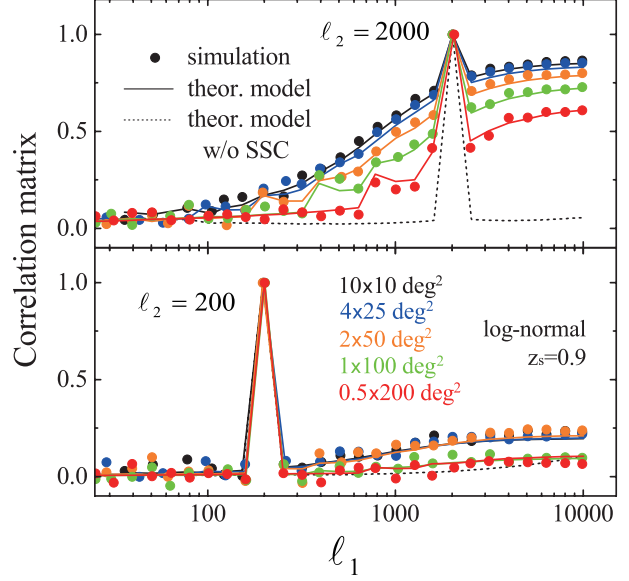 1.0
0.5
0.0
simulation
theor. model
theor. model
w/o SSC
ℓ₂ = 2000
Correlation matrix
1.0
0.5
0.0
ℓ₂ = 200
10x10 deg²
4x25 deg²
2x50 deg²
1x100 deg²
0.5x200 deg²
log-normal
zₛ=0.9
100
1000
10000
ℓ₁